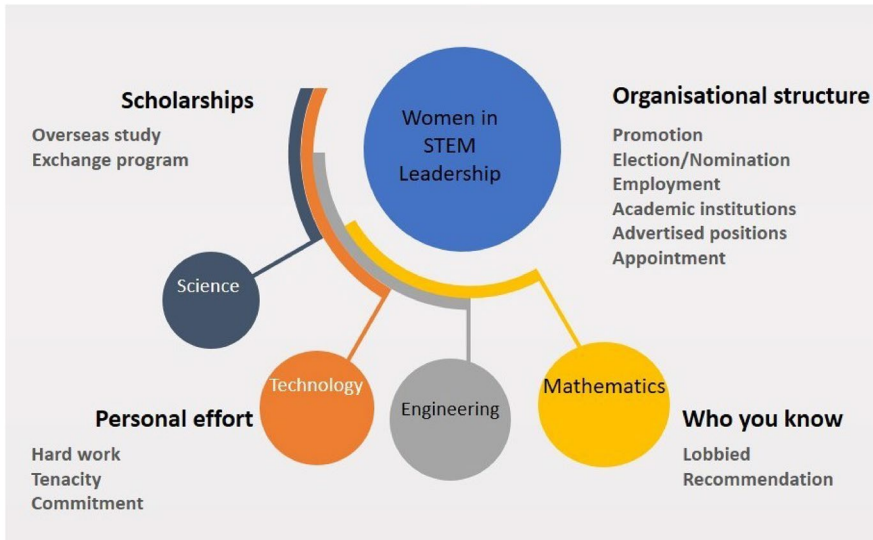 Scholarships
Overseas study
Exchange program
Women in
STEM
Leadership
Organisational structure
Promotion
Election/Nomination
Employment
Academic institutions
Advertised positions
Appointment
Science
Technology
Engineering
Mathematics
Personal effort
Hard work
Tenacity
Commitment
Who you know
Lobbied
Recommendation